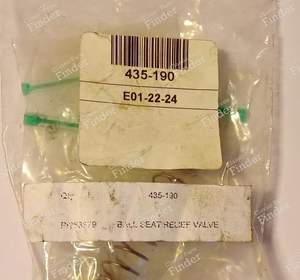 435-190
E01-22-24
435-190
BALL SEAT RELIEF VALVE